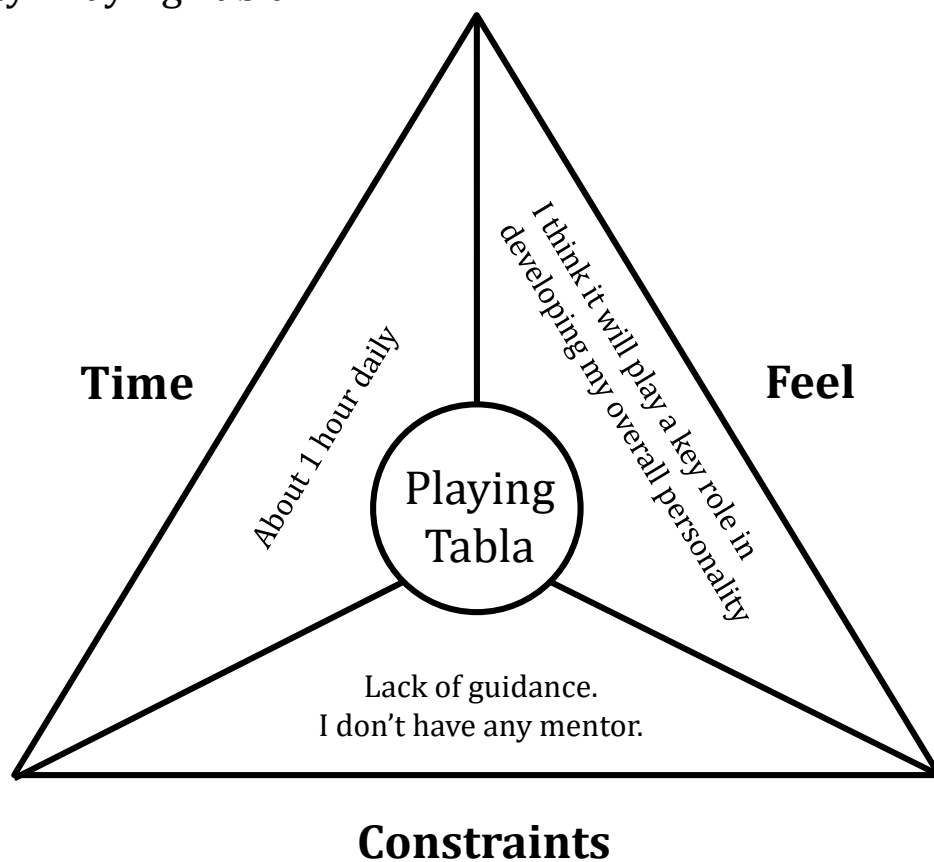 Time
About 1 hour daily
I think it will play a key role in
developing my overall personality
Feel
Playing
Tabla
Lack of guidance.
I don’t have any mentor.
Constraints